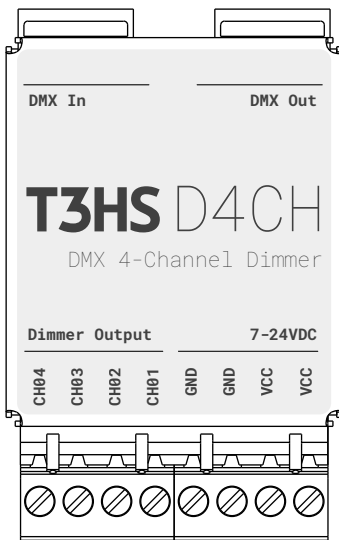 DMX In DMX Out
T3HS D4CH
DMX 4-Channel Dimmer
Dimmer Output 7-24VDC
CH04 CH03 CH02 CH01 GND GND VCC VCC